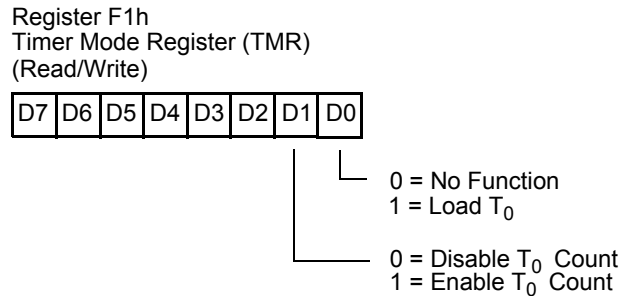 Register F1h
Timer Mode Register (TMR)
(Read/Write)
D7 D6 D5 D4 D3 D2 D1 D0
0 = No Function
1 = Load T0
0 = Disable T0 Count
1 = Enable T0 Count